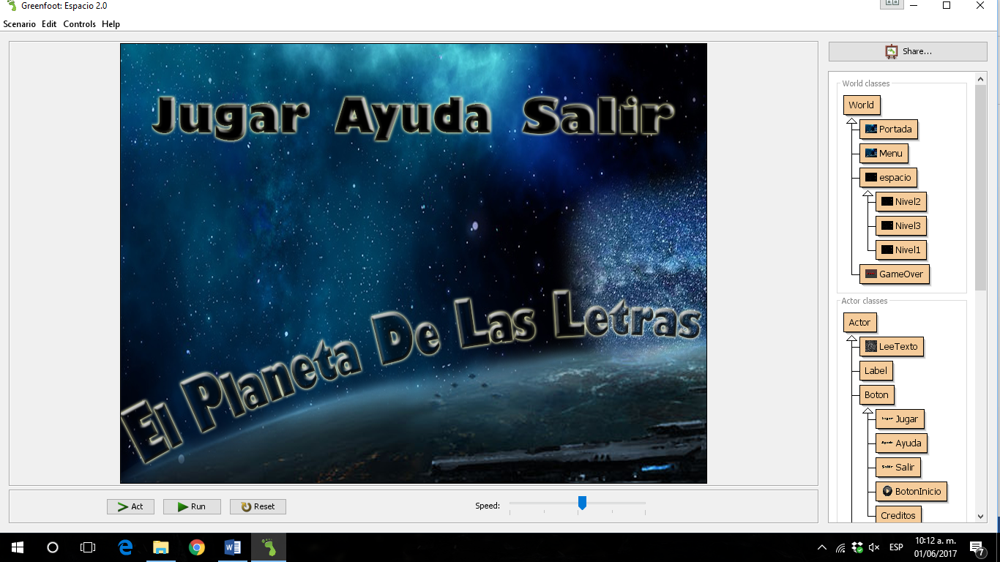 Greenfoot: Espacio 2.0
Scenario Edit Controls Help
Share...
Jugar Ayuda Salir
El Planeta De Las Letras
World classes
World
Portada
Menu
espacio
Nivel2
Nivel3
Nivel1
GameOver
Actor classes
Actor
LeeTexto
Label
Boton
Jugar
Ayuda
Salir
BotonInicio
Creditos
Act Run Reset Speed:
ESP
10:12 a. m.
01/06/2017
7